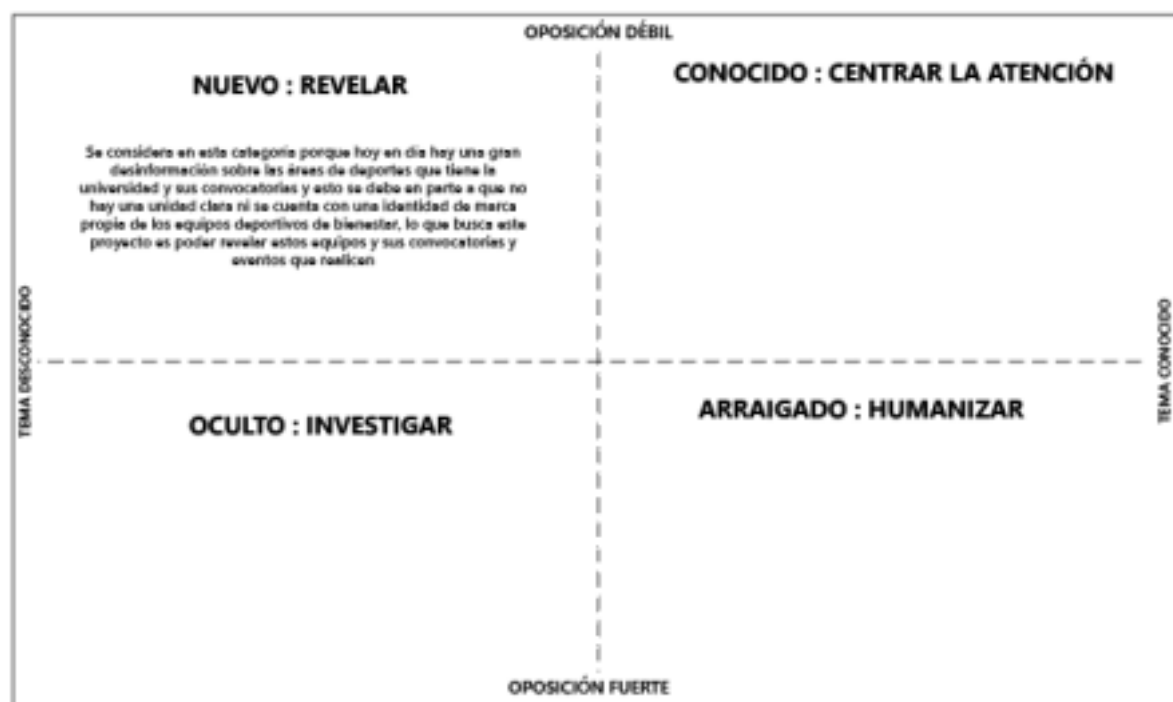 OPOSICIÓN DÉBIL
NUEVO : REVELAR
CONOCIDO : CENTRAR LA ATENCIÓN
Se considera en esta categoría porque hoy en día hay una gran
desinformación sobre las áreas de deportes que tiene la
universidad y sus convocatorias y esto se debe en parte a que no
hay una unidad clara ni se cuenta con una identidad de marca
propia de los equipos deportivos de bienestar, lo que busca este
proyecto es poder revelar estos equipos y sus convocatorias y
eventos que realicen
TEMA DESCONOCIDO
TEMA CONOCIDO
OCULTO : INVESTIGAR
ARRAIGADO : HUMANIZAR
OPOSICIÓN FUERTE